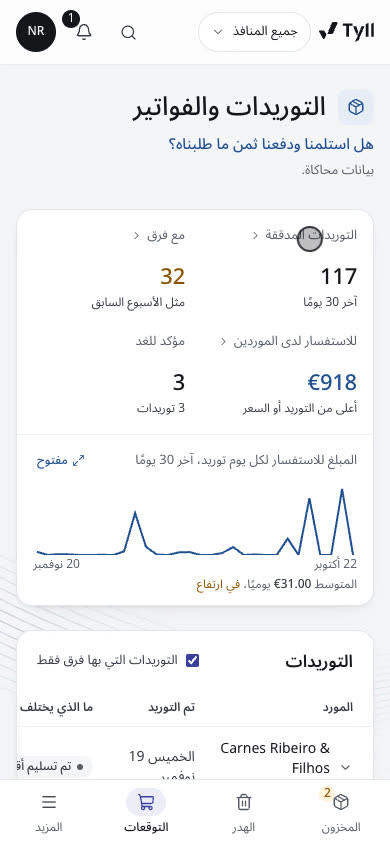 Tyll
جميع المنافذ
1
NR
التوريدات والفواتير
هل استلمنا ودفعنا ثمن ما طلبناه؟
بيانات محاكاة.
التوريدات المدققة
117
آخر 30 يومًا
مع فرق
32
مثل الأسبوع السابق
للاستفسار لدى الموردين
€918
أعلى من التوريد أو السعر
مؤكد للغد
3
3 توريدات
المبلغ للاستفسار لكل يوم توريد، آخر 30 يومًا
مفتوح
22 أكتوبر
20 نوفمبر
المتوسط €31.00 يوميًا، في ارتفاع
التوريدات
التوريدات التي بها فرق فقط
المورد
تم التوريد
ما الذي يختلف
Carnes Ribeiro &
Filhos
الخميس 19
نوفمبر
تم تسليم
2
المخزون
الهدر
التوقعات
المزيد